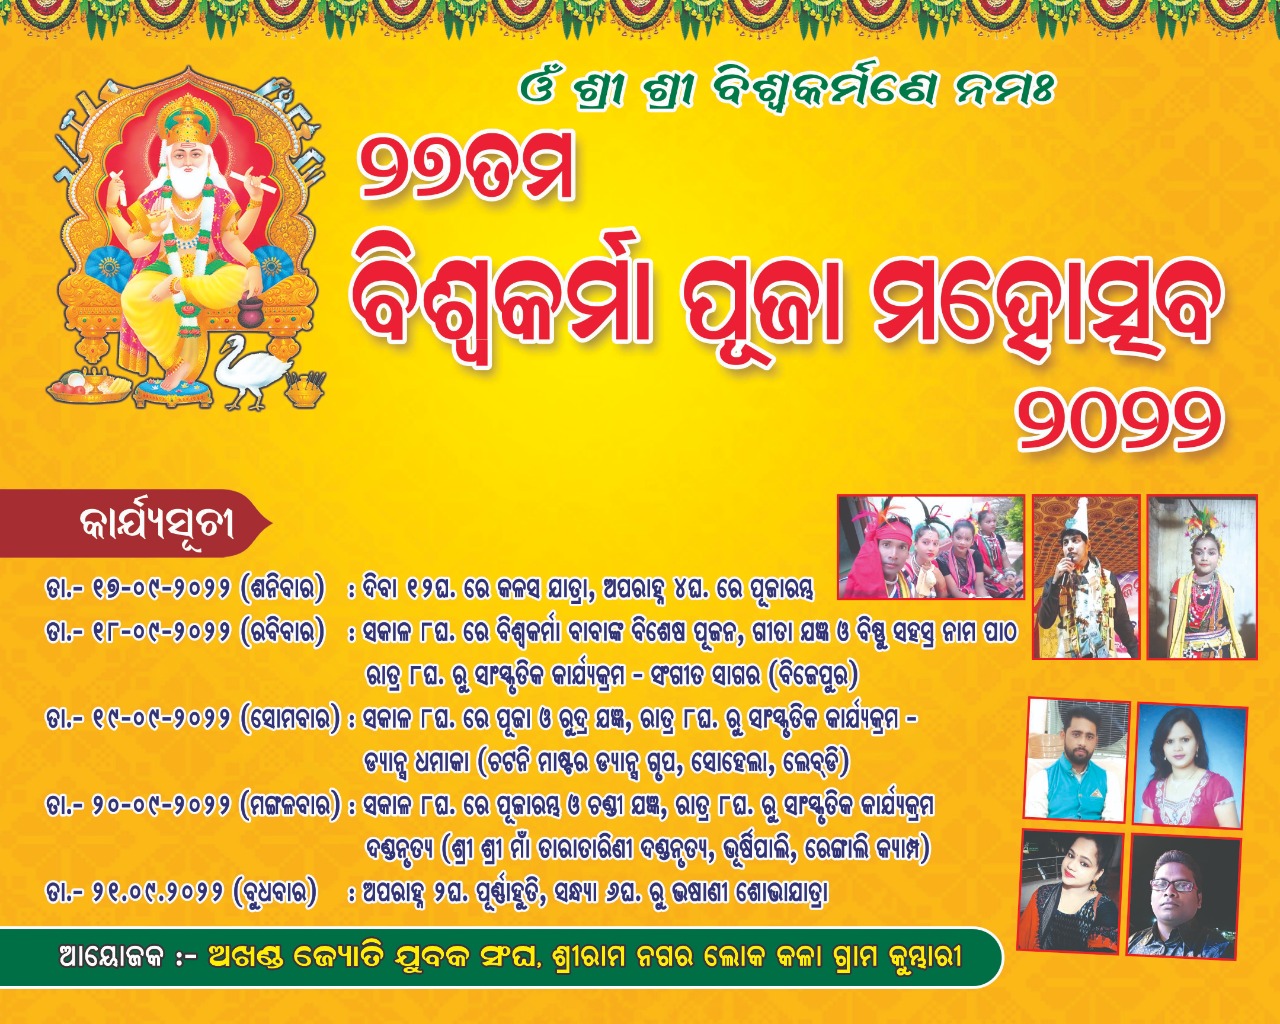 ଓଁ ଶ୍ରୀ ଶ୍ରୀ ବିଶ୍ୱକର୍ମଣେ ନମଃ
୨୭ତମ
ବିଶ୍ୱକର୍ମା ପୂଜା ମହୋତ୍ସବ
୨୦୨୨
କାର୍ଯ୍ୟସୂଚୀ
ତା.- ୧୭-୦୯-୨୦୨୨ (ଶନିବାର) : ଦିବା ୧୨ଘ. ରେ କଳସ ଯାତ୍ରା, ଅପରାହ୍ନ ୪ଘ. ରେ ପୂଜାରମ୍ଭ
ତା.- ୧୮-୦୯-୨୦୨୨ (ରବିବାର) : ସକାଳ ୮ଘ. ରେ ବିଶ୍ୱକର୍ମା ବାବାଙ୍କ ବିଶେଷ ପୂଜନ, ଗୀତା ଯଜ୍ଞ ଓ ବିଷ୍ଣୁ ସହସ୍ର ନାମ ପାଠ
ରାତ୍ର ୮ଘ. ରୁ ସାଂସ୍କୃତିକ କାର୍ଯ୍ୟକ୍ରମ - ସଂଗୀତ ସାଗର (ବିଜେପୁର)
ତା.- ୧୯-୦୯-୨୦୨୨ (ସୋମବାର) : ସକାଳ ୮ଘ. ରେ ପୂଜା ଓ ରୁଦ୍ର ଯଜ୍ଞ, ରାତ୍ର ୮ଘ. ରୁ ସାଂସ୍କୃତିକ କାର୍ଯ୍ୟକ୍ରମ -
ଡ୍ୟାନ୍ସ ଧମାକା (ଚଟନି ମାଷ୍ଟର ଡ୍ୟାନ୍ସ ଗୃପ, ସୋହେଲା, ଲେବ୍‌ଡି)
ତା.- ୨୦-୦୯-୨୦୨୨ (ମଙ୍ଗଳବାର) : ସକାଳ ୮ଘ. ରେ ପୂଜାରମ୍ଭ ଓ ଚଣ୍ଡୀ ଯଜ୍ଞ, ରାତ୍ର ୮ଘ. ରୁ ସାଂସ୍କୃତିକ କାର୍ଯ୍ୟକ୍ରମ
ଦଣ୍ଡନୃତ୍ୟ (ଶ୍ରୀ ଶ୍ରୀ ମାଁ ତାରାତାରିଣୀ ଦଣ୍ଡନୃତ୍ୟ, ଭୂର୍ଷିପାଲି, ରେଙ୍ଗାଲି କ୍ୟାମ୍ପ)
ତା.- ୨୧.୦୯.୨୦୨୨ (ବୁଧବାର) : ଅପରାହ୍ନ ୨ଘ. ପୂର୍ଣ୍ଣାହୁତି, ସନ୍ଧ୍ୟା ୬ଘ. ରୁ ଭଷାଣୀ ଶୋଭାଯାତ୍ରା
ଆୟୋଜକ :- ଅଖଣ୍ଡ ଜ୍ୟୋତି ଯୁବକ ସଂଘ, ଶ୍ରୀରାମ ନଗର ଲୋକ କଳା ଗ୍ରାମ କୁମ୍ଭାରୀ